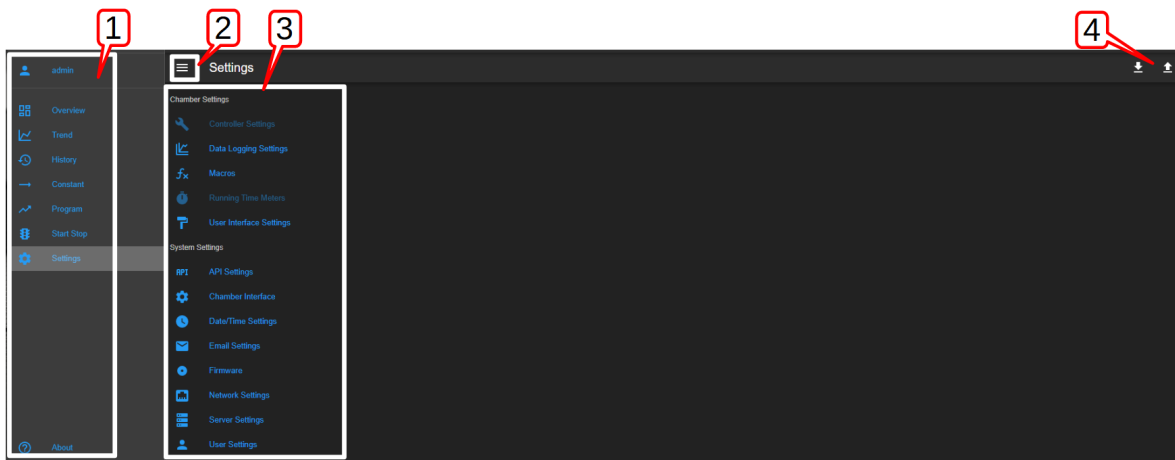 1
2
3
4
admin
Overview
Trend
History
Constant
Program
Start Stop
Settings
About
Settings
Chamber Settings
Controller Settings
Data Logging Settings
Macros
Running Time Meters
User Interface Settings
System Settings
API Settings
Chamber Interface
Date/Time Settings
Email Settings
Firmware
Network Settings
Server Settings
User Settings